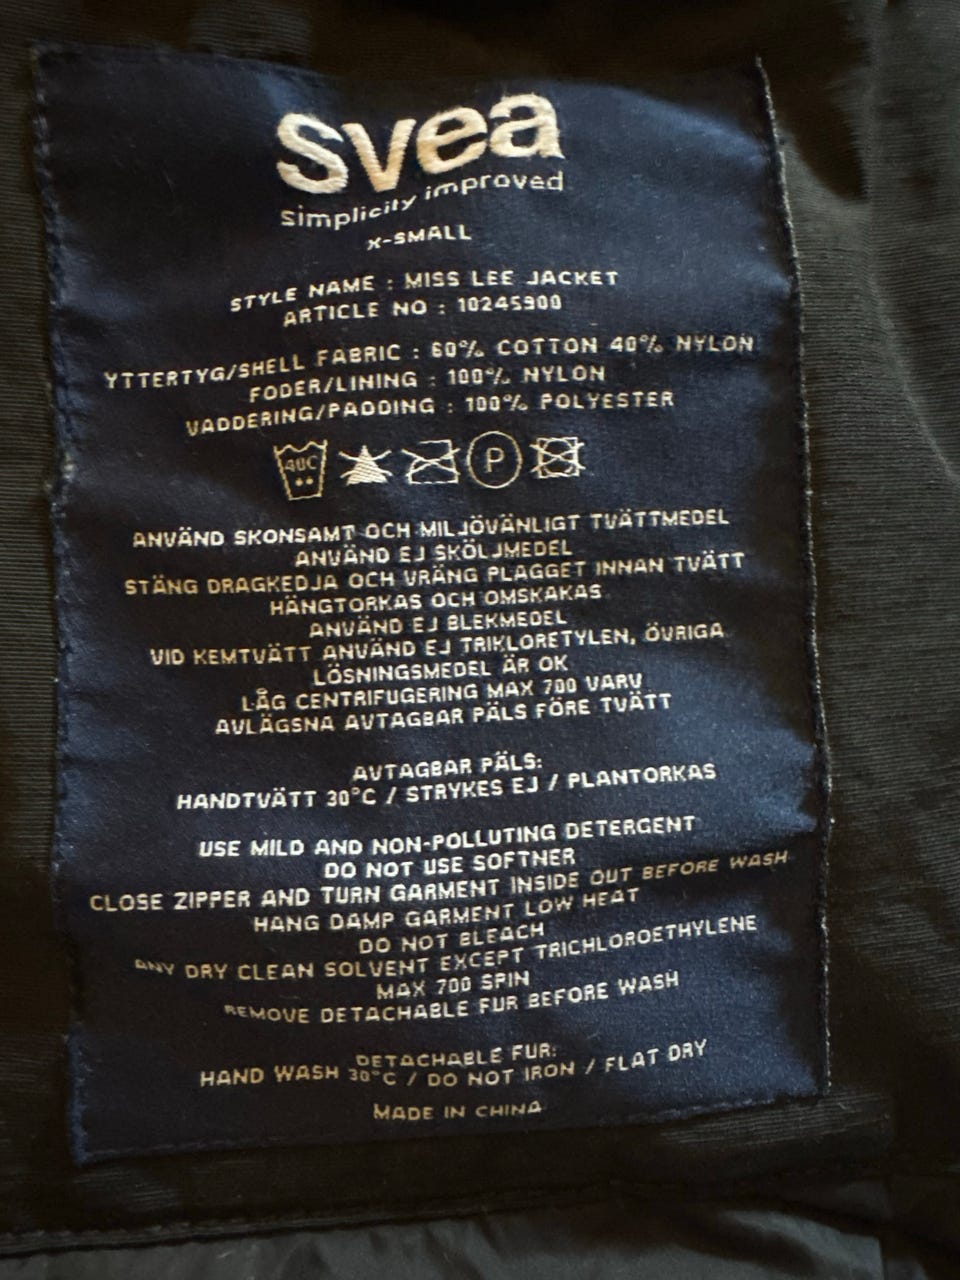 svea
simplicity improved
X-SMALL
STYLE NAME : MISS LEE JACKET
ARTICLE NO : 10245900
YTTERTYG/SHELL FABRIC : 60% COTTON 40% NYLON
FODER/LINING : 100% NYLON
VADDERING/PADDING : 100% POLYESTER
40C P
ANVÄND SKONSAMT OCH MILJÖVÄNLIGT TVÄTTMEDEL
ANVÄND EJ SKÖLJMEDEL
STÄNG DRAGKEDJA OCH VRÄNG PLAGGET INNAN TVÄTT
HÄNGTORKAS OCH OMSKAKAS
ANVÄND EJ BLEKMEDEL
VID KEMTVÄTT ANVÄND EJ TRIKLORETYLEN, ÖVRIGA
LÖSNINGSMEDEL ÄR OK
LÅG CENTRIFUGERING MAX 700 VARV
AVLÄGSNA AVTAGBAR PÄLS FÖRE TVÄTT
AVTAGBAR PÄLS:
HANDTVÄTT 30°C / STRYKES EJ / PLANTORKAS
USE MILD AND NON-POLLUTING DETERGENT
DO NOT USE SOFTNER
CLOSE ZIPPER AND TURN GARMENT INSIDE OUT BEFORE WASH
HANG DAMP GARMENT LOW HEAT
DO NOT BLEACH
ANY DRY CLEAN SOLVENT EXCEPT TRICHLOROETHYLENE
MAX 700 SPIN
REMOVE DETACHABLE FUR BEFORE WASH
DETACHABLE FUR:
HAND WASH 30°C / DO NOT IRON / FLAT DRY
MADE IN CHINA